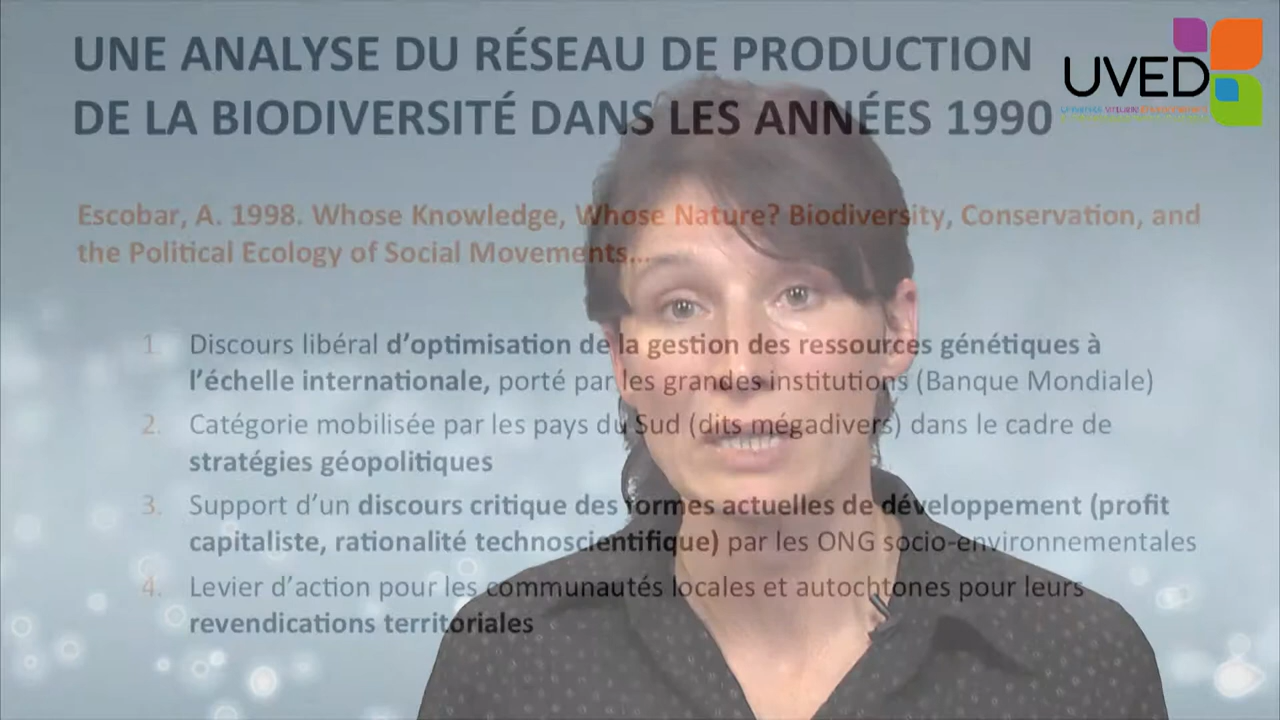 UNE ANALYSE DU RÉSEAU DE PRODUCTION
DE LA BIODIVERSITÉ DANS LES ANNÉES 1990
UVED
Escobar, A. 1998. Whose Knowledge, Whose Nature? Biodiversity, Conservation, and
the Political Ecology of Social Movements...
1. Discours libéral d'optimisation de la gestion des ressources génétiques à
l'échelle internationale, porté par les grandes institutions (Banque Mondiale)
2. Catégorie mobilisée par les pays du Sud (dits mégadivers) dans le cadre de
stratégies géopolitiques
3. Support d'un discours critique des formes actuelles de développement (profit
capitaliste, rationalité technoscientifique) par les ONG socio-environnementales
4. Levier d'action pour les communautés locales et autochtones pour leurs
revendications territoriales